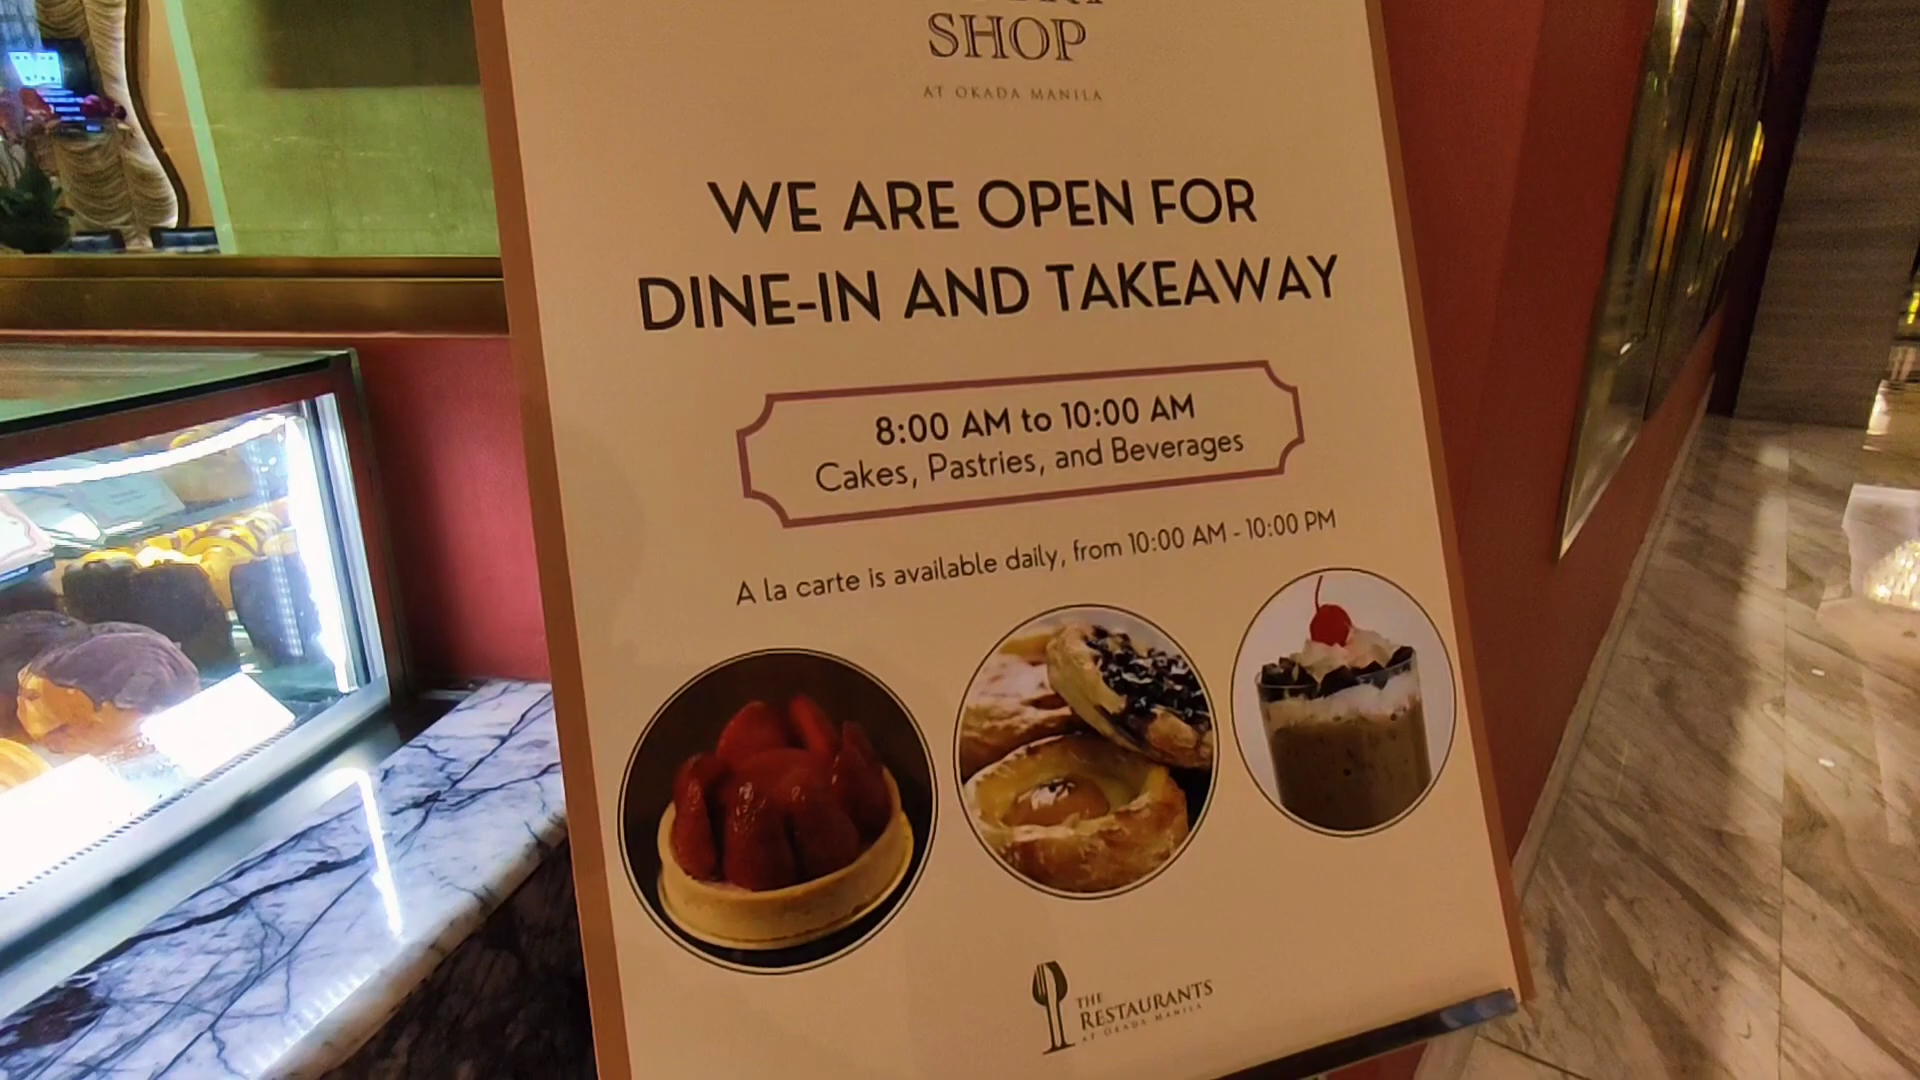 SHOP
AT OKADA MANILA
WE ARE OPEN FOR
DINE-IN AND TAKEAWAY
8:00 AM to 10:00 AM
Cakes, Pastries, and Beverages
A la carte is available daily, from 10:00 AM - 10:00 PM
THE
RESTAURANTS
AT OKADA MANILA